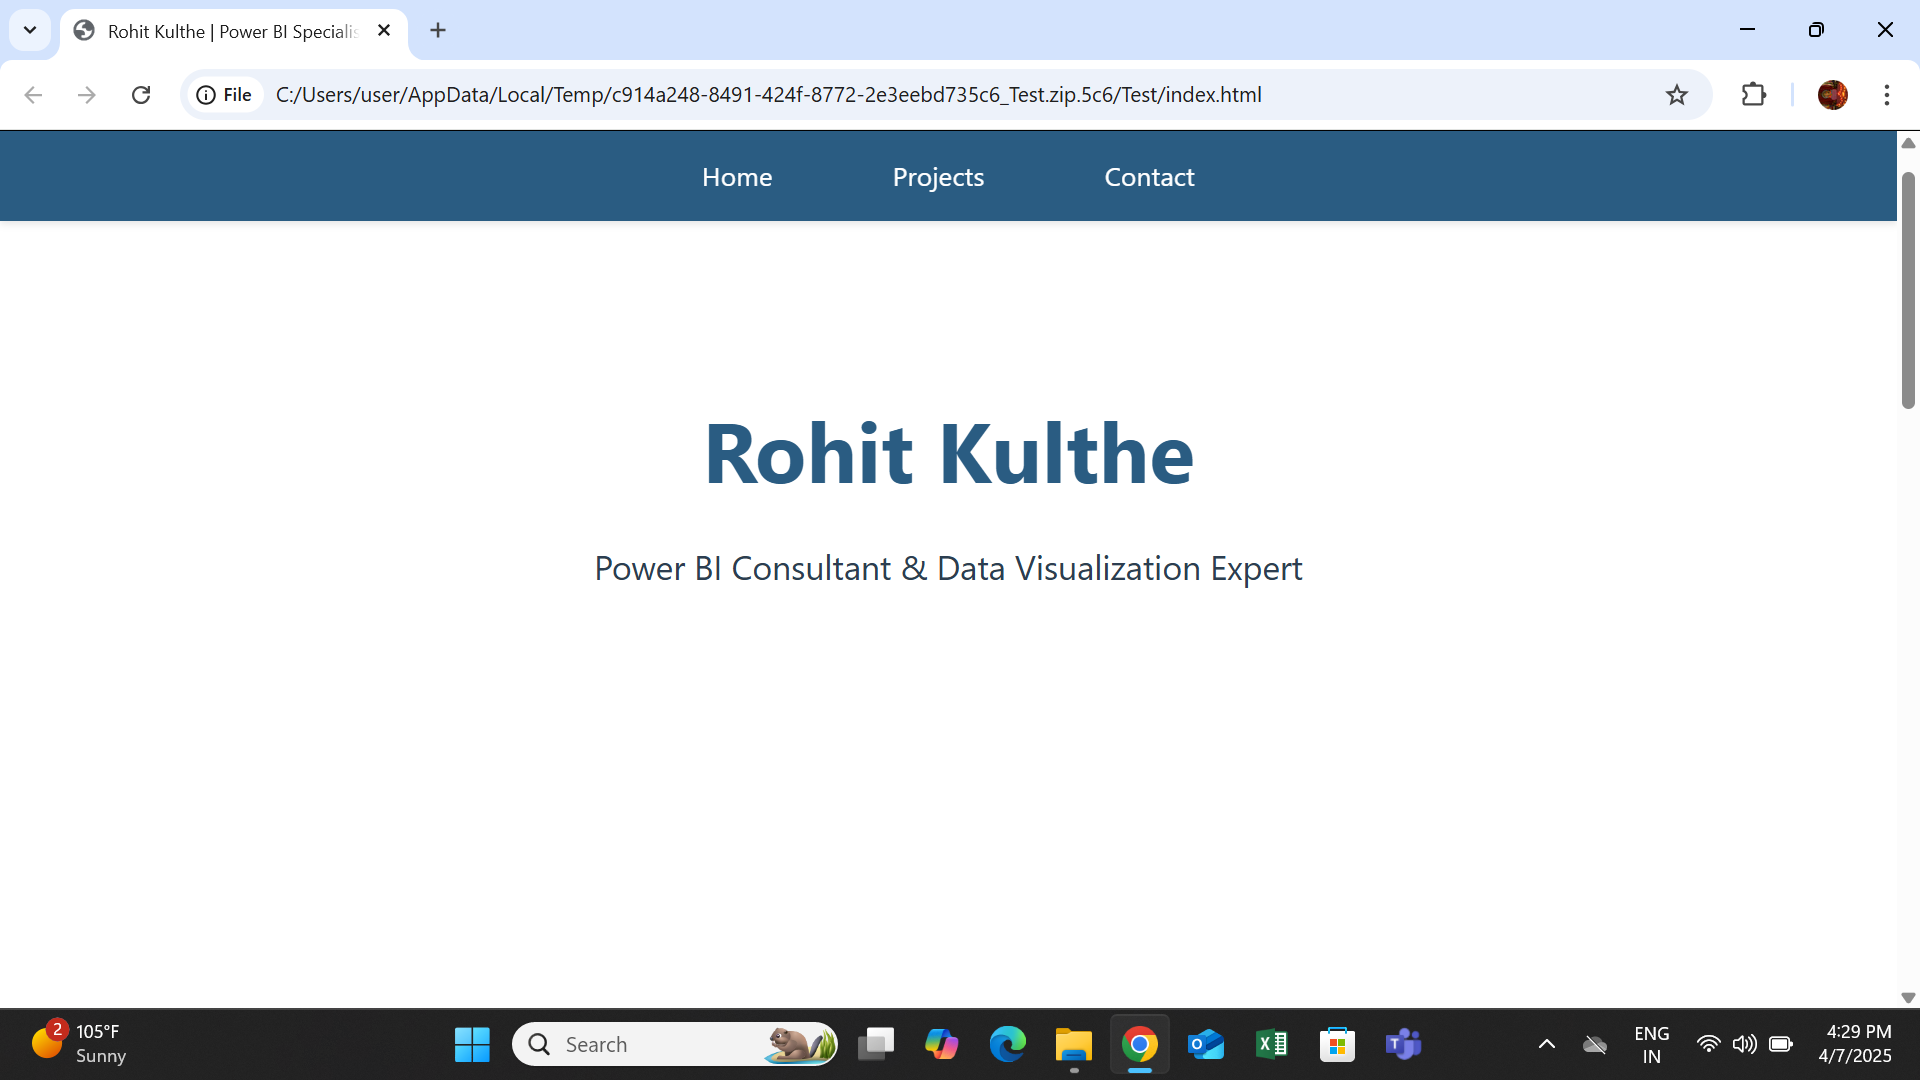 Rohit Kulthe | Power BI Specialis
File
C:/Users/user/AppData/Local/Temp/c914a248-8491-424f-8772-2e3eebd735c6_Test.zip.5c6/Test/index.html
Home
Projects
Contact
Rohit Kulthe
Power BI Consultant & Data Visualization Expert
2
105°F
Sunny
Search
ENG
IN
4:29 PM
4/7/2025